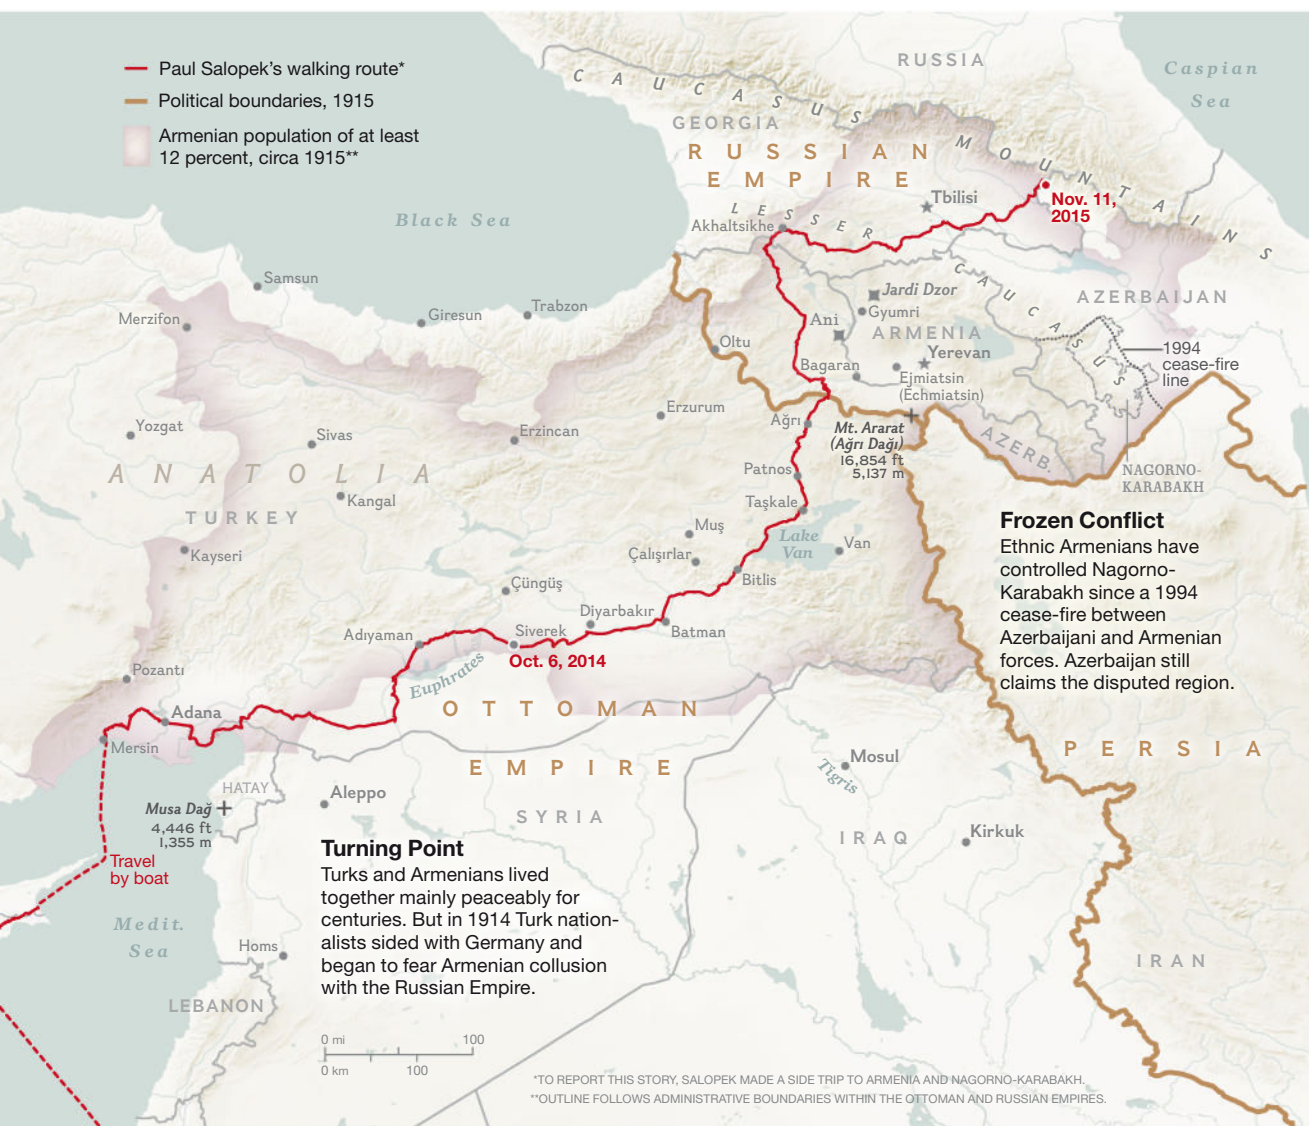 Paul Salopek’s walking route*
Political boundaries, 1915
Armenian population of at least
12 percent, circa 1915**
RUSSIA
Caspian
Sea
CAUCASUS MOUNTAINS
GEORGIA
RUSSIAN
EMPIRE
Tbilisi
Nov. 11,
2015
Black Sea
LESSER CAUCASUS
Akhaltsikhe
Samsun
Merzifon
Giresun
Trabzon
Jardi Dzor
Gyumri
Ani
ARMENIA
AZERBAIJAN
Oltu
Yerevan
1994
cease-fire
line
Bagaran
Ejmiatsin
(Echmiatsin)
Erzurum
Ağrı
Mt. Ararat
(Ağrı Dağı)
16,854 ft
5,137 m
AZERB.
NAGORNO-
KARABAKH
Yozgat
Sivas
Erzincan
ANATOLIA
Kangal
TURKEY
Kayseri
Patnos
Taşkale
Muş
Lake
Van
Van
Çalışırlar
Bitlis
Çüngüş
Diyarbakır
Batman
Adıyaman
Siverek
Oct. 6, 2014
Euphrates
Pozantı
Adana
Mersin
OTTOMAN
EMPIRE
Frozen Conflict
Ethnic Armenians have
controlled Nagorno-
Karabakh since a 1994
cease-fire between
Azerbaijani and Armenian
forces. Azerbaijan still
claims the disputed region.
PERSIA
Mosul
Tigris
HATAY
Aleppo
Musa Dağ
4,446 ft
1,355 m
SYRIA
IRAQ
Kirkuk
Travel
by boat
Turning Point
Turks and Armenians lived
together mainly peaceably for
centuries. But in 1914 Turk nation-
alists sided with Germany and
began to fear Armenian collusion
with the Russian Empire.
Medit.
Sea
Homs
IRAN
LEBANON
0 mi 100
0 km 100
*TO REPORT THIS STORY, SALOPEK MADE A SIDE TRIP TO ARMENIA AND NAGORNO-KARABAKH.
**OUTLINE FOLLOWS ADMINISTRATIVE BOUNDARIES WITHIN THE OTTOMAN AND RUSSIAN EMPIRES.